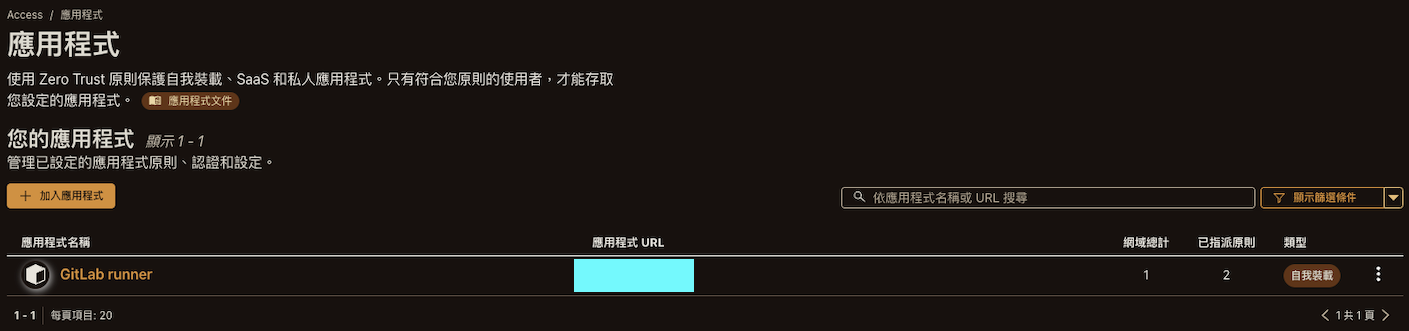 Access / 應用程式
應用程式
使用 Zero Trust 原則保護自我裝載、SaaS 和私人應用程式。只有符合您原則的使用者，才能存取
您設定的應用程式。 應用程式文件
您的應用程式 顯示 1 - 1
管理已設定的應用程式原則、認證和設定。
加入應用程式
依應用程式名稱或 URL 搜尋
顯示篩選條件
應用程式名稱 應用程式 URL 網域總計 已指派原則 類型
GitLab runner 1 2 自我裝載
1 - 1 每頁項目: 20 1 共 1 頁